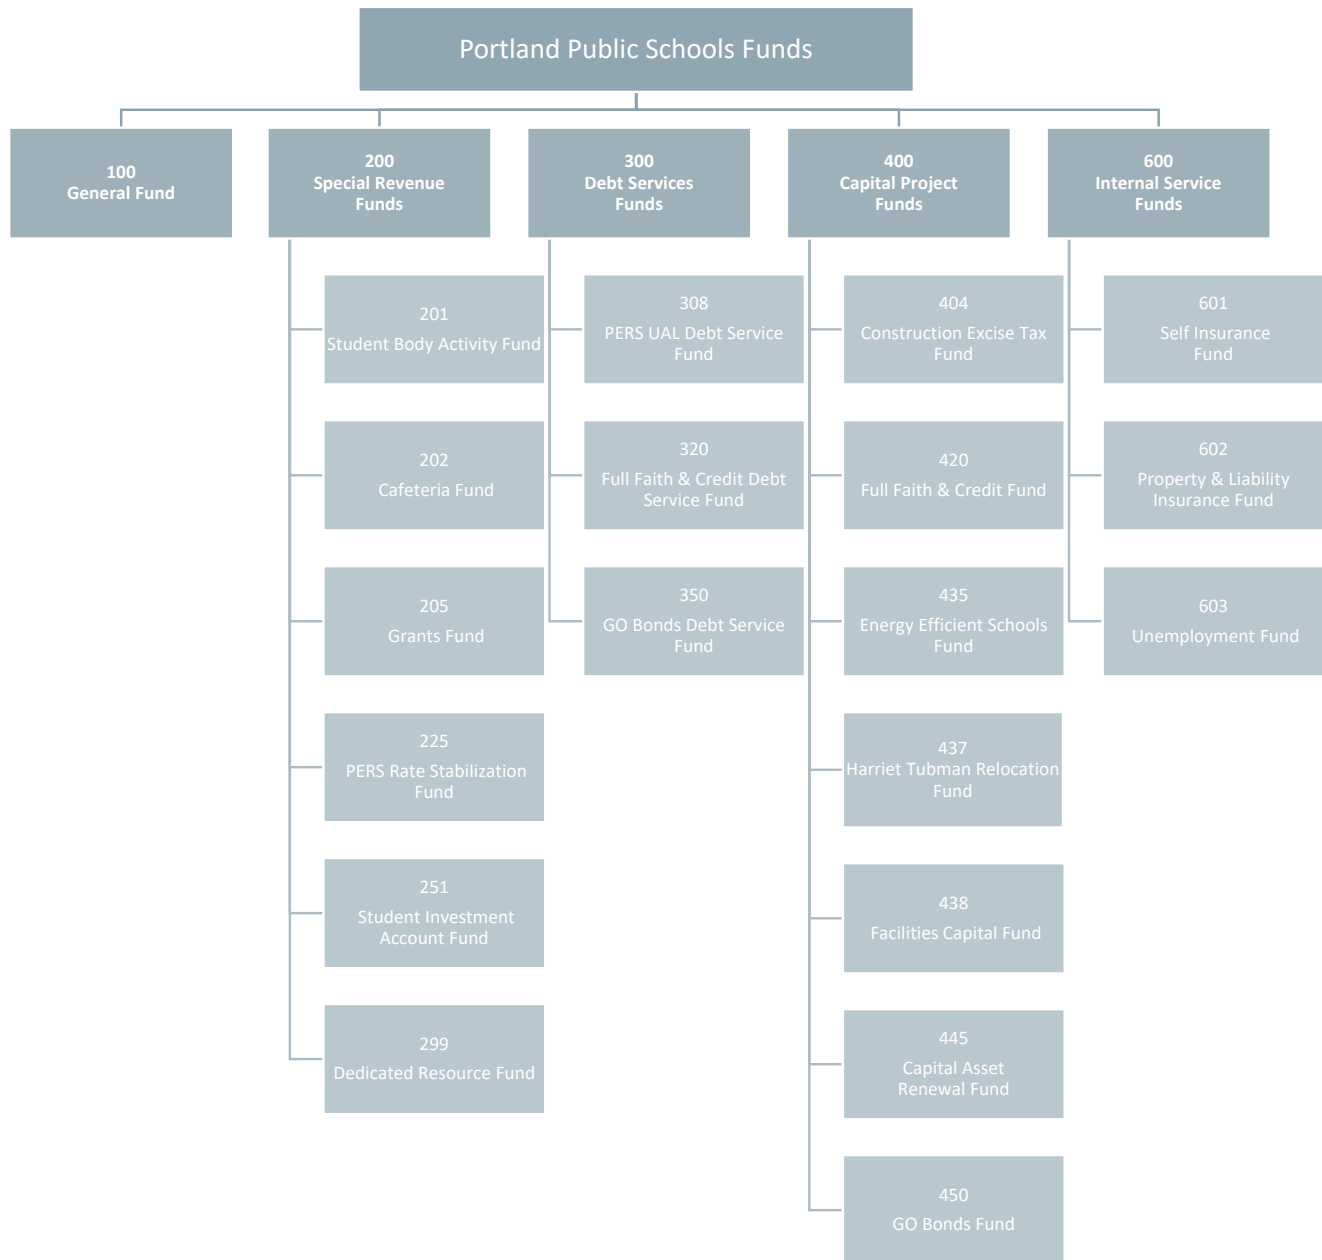 Portland Public Schools Funds
100
General Fund
200
Special Revenue
Funds
300
Debt Services
Funds
400
Capital Project
Funds
600
Internal Service
Funds
201
Student Body Activity Fund
202
Cafeteria Fund
205
Grants Fund
225
PERS Rate Stabilization
Fund
251
Student Investment
Account Fund
299
Dedicated Resource Fund
308
PERS UAL Debt Service
Fund
320
Full Faith & Credit Debt
Service Fund
350
GO Bonds Debt Service
Fund
404
Construction Excise Tax
Fund
420
Full Faith & Credit Fund
435
Energy Efficient Schools
Fund
437
Harriet Tubman Relocation
Fund
438
Facilities Capital Fund
445
Capital Asset
Renewal Fund
450
GO Bonds Fund
601
Self Insurance
Fund
602
Property & Liability
Insurance Fund
603
Unemployment Fund